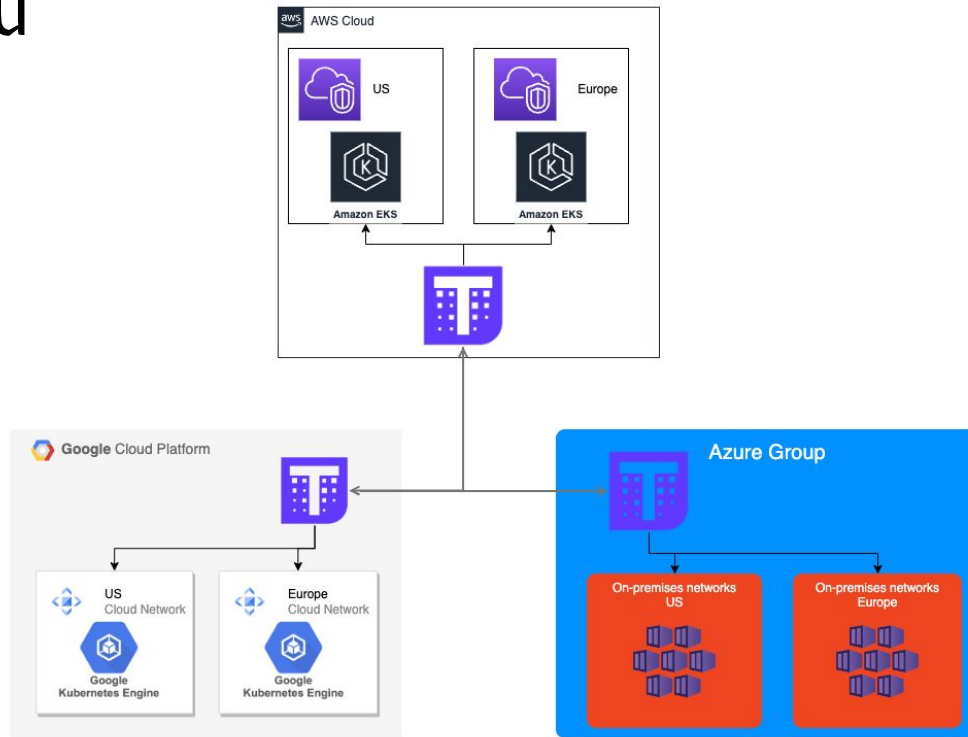 aws
AWS Cloud
US
Europe
K
K
Amazon EKS
Amazon EKS
T
Google Cloud Platform
T
Azure Group
T
US
Cloud Network
Google
Kubernetes Engine
Europe
Cloud Network
Google
Kubernetes Engine
On-premises networks
US
On-premises networks
Europe